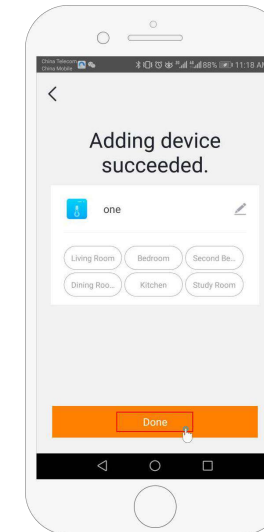 China Telecom
China Mobile 88% 11:18 AM
Adding device
succeeded.
one
Living Room Bedroom Second Be...
Dining Roo... Kitchen Study Room
Done